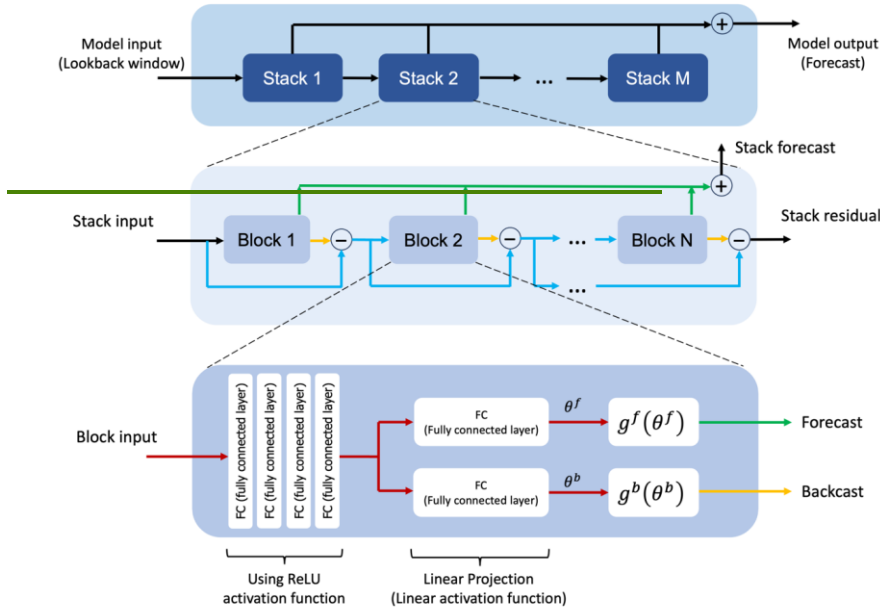 Model input
(Lookback window)
Stack 1
Stack 2
...
Stack M
+
Model output
(Forecast)
Stack forecast
+
Stack input
Block 1
−
Block 2
−
...
...
Block N
−
Stack residual
Block input
FC (fully connected layer)
FC (fully connected layer)
FC (fully connected layer)
FC (fully connected layer)
FC
(Fully connected layer)
θ^f
g^f(θ^f)
Forecast
FC
(Fully connected layer)
θ^b
g^b(θ^b)
Backcast
Using ReLU
activation function
Linear Projection
(Linear activation function)